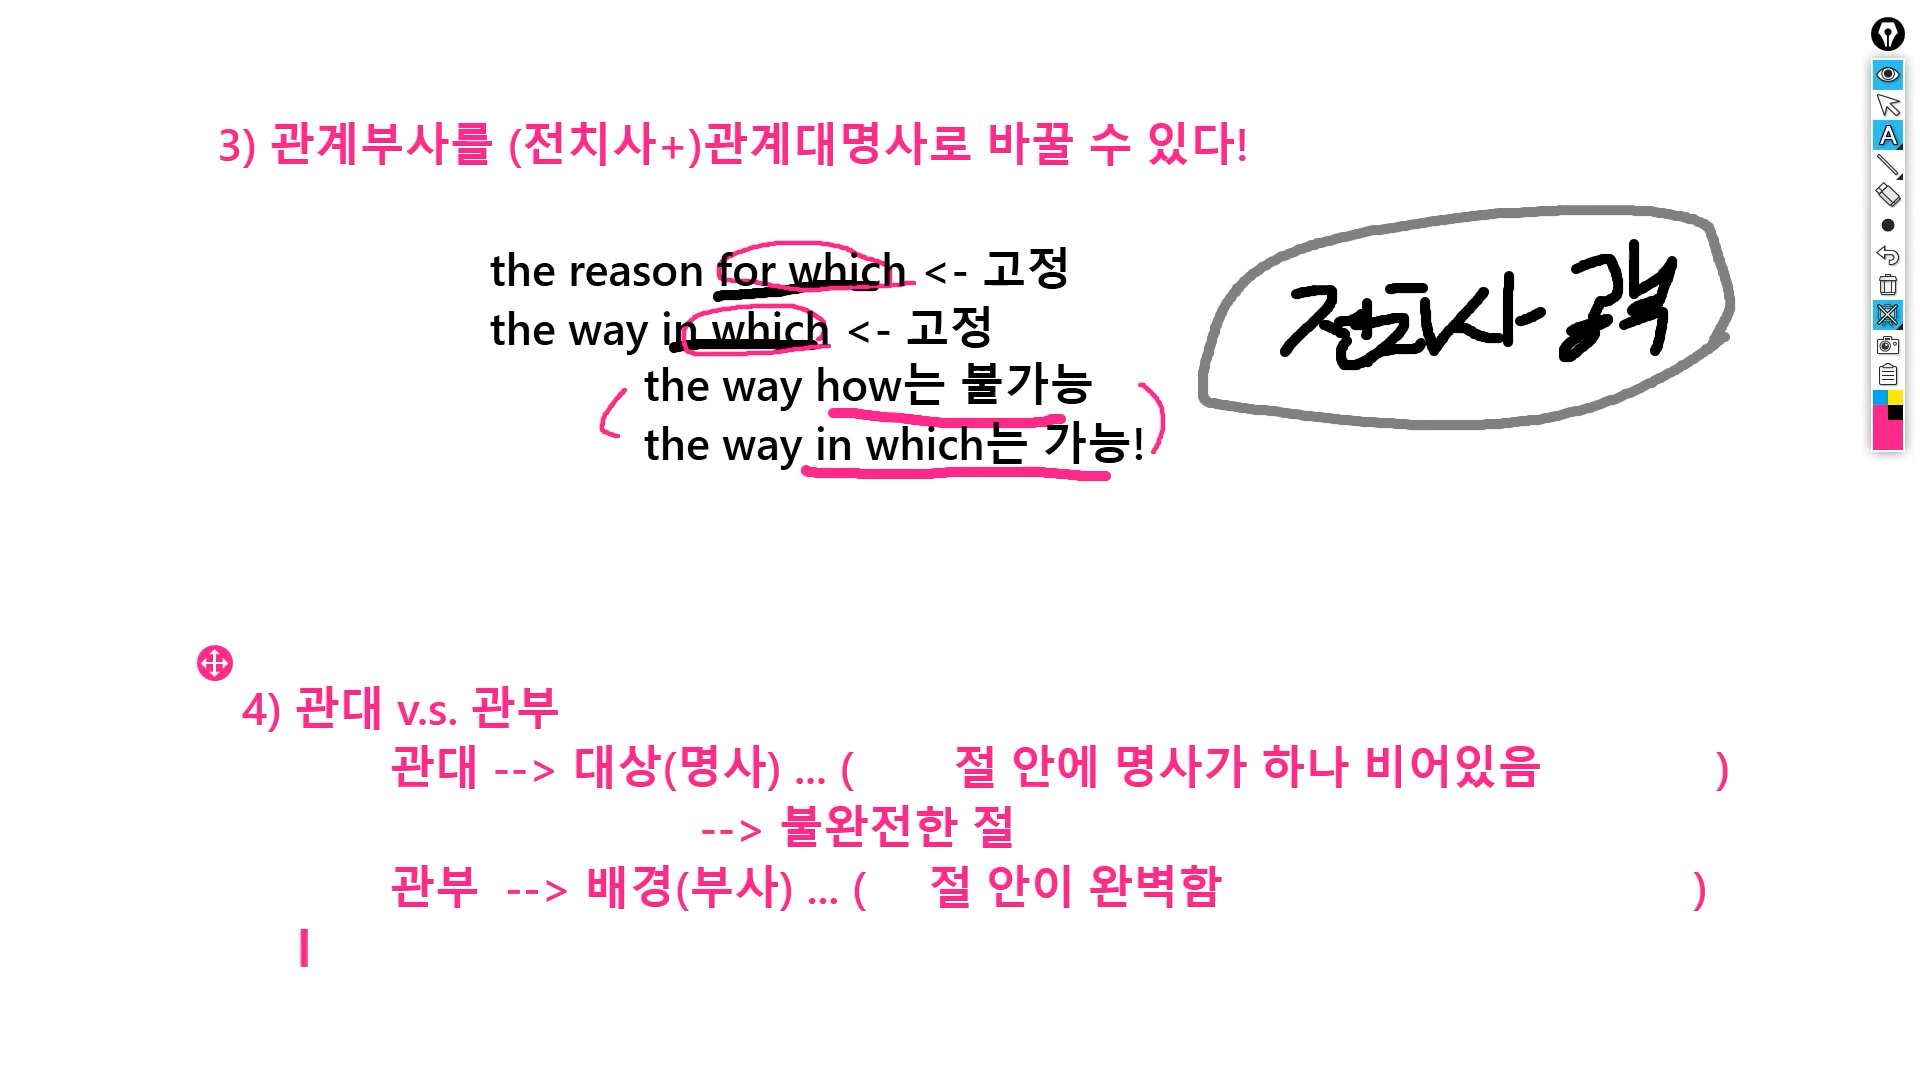 3) 관계부사를 (전치사+)관계대명사로 바꿀 수 있다!
the reason for which <- 고정
the way in which <- 고정
the way how는 불가능
the way in which는 가능!
전치사
4) 관대 v.s. 관부
관대 --> 대상(명사) ... ( 절 안에 명사가 하나 비어있음 )
--> 불완전한 절
관부 --> 배경(부사) ... ( 절 안이 완벽함 )